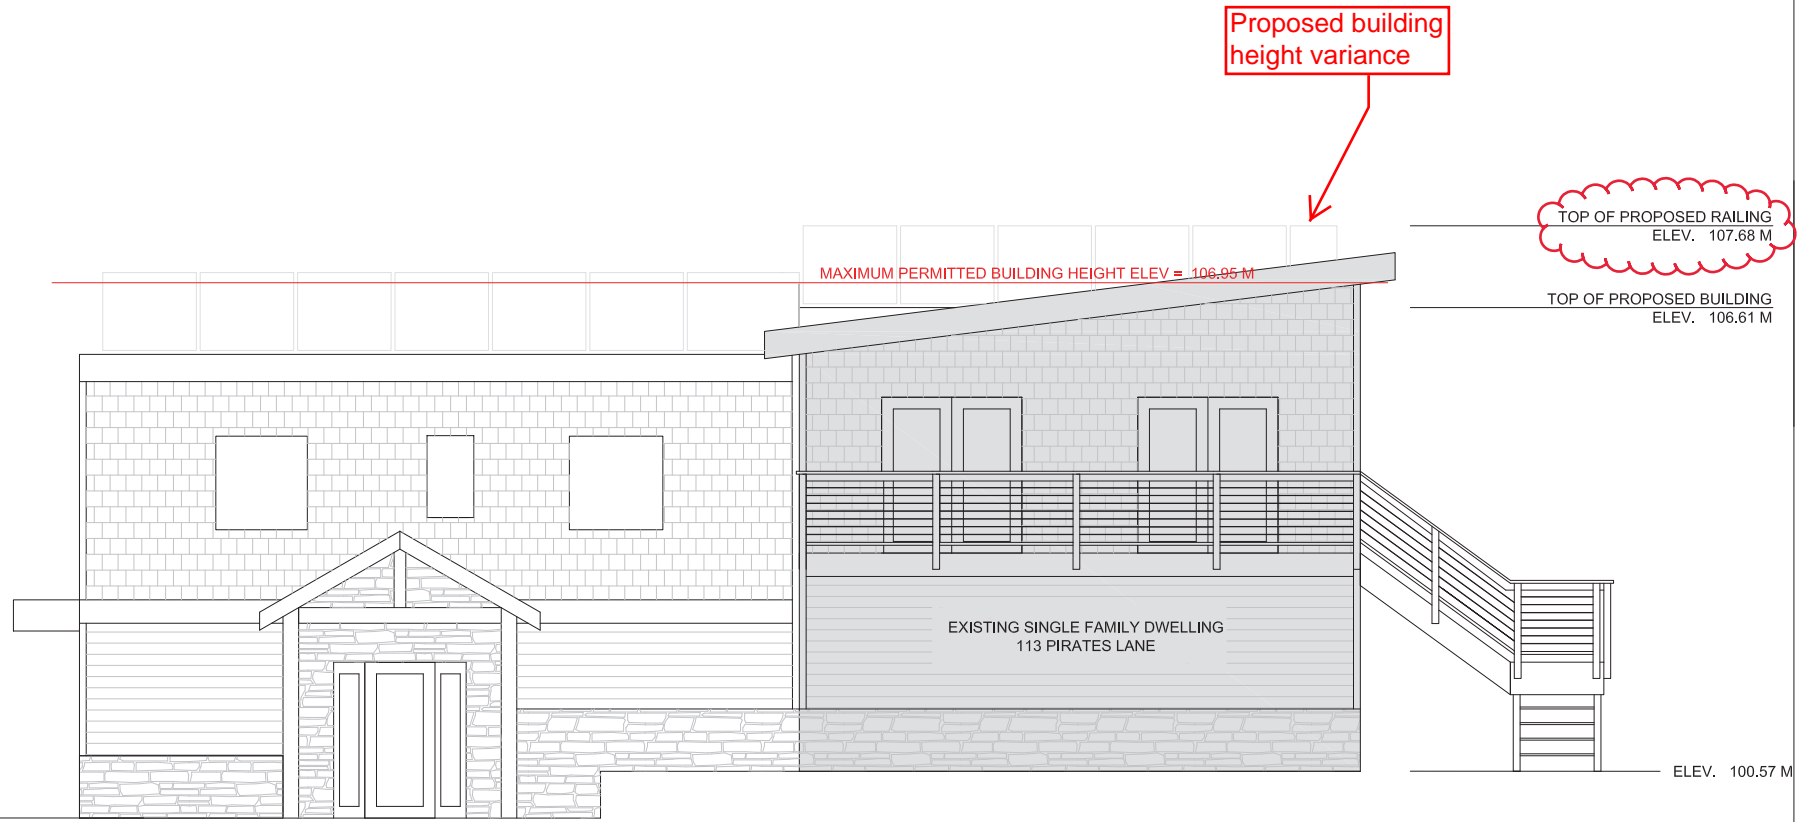 Proposed building
height variance
TOP OF PROPOSED RAILING
ELEV. 107.68 M
MAXIMUM PERMITTED BUILDING HEIGHT ELEV = 106.95 M
TOP OF PROPOSED BUILDING
ELEV. 106.61 M
EXISTING SINGLE FAMILY DWELLING
113 PIRATES LANE
ELEV. 100.57 M